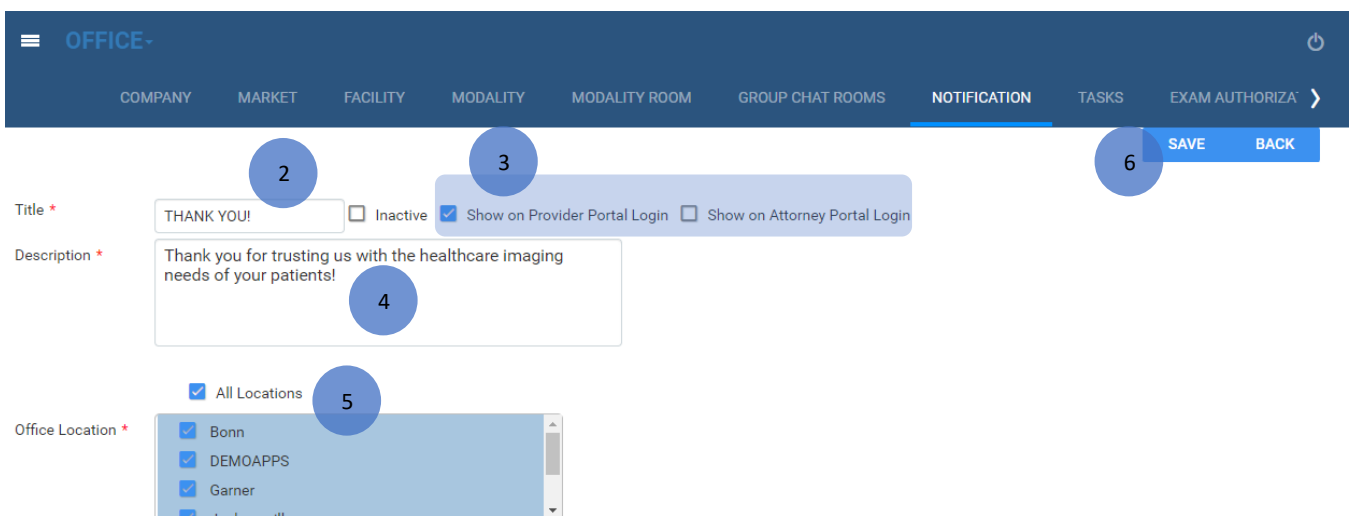 OFFICE
COMPANY MARKET FACILITY MODALITY MODALITY ROOM GROUP CHAT ROOMS NOTIFICATION TASKS EXAM
2 3 6 SAVE BACK
Title * THANK YOU! Inactive Show on Provider Portal Login Show on Attorney Portal Login
Description * Thank you for trusting us with the healthcare imaging
needs of your patients!
4
All Locations 5
Office Location * Bonn
DEMOAPPS
Garner